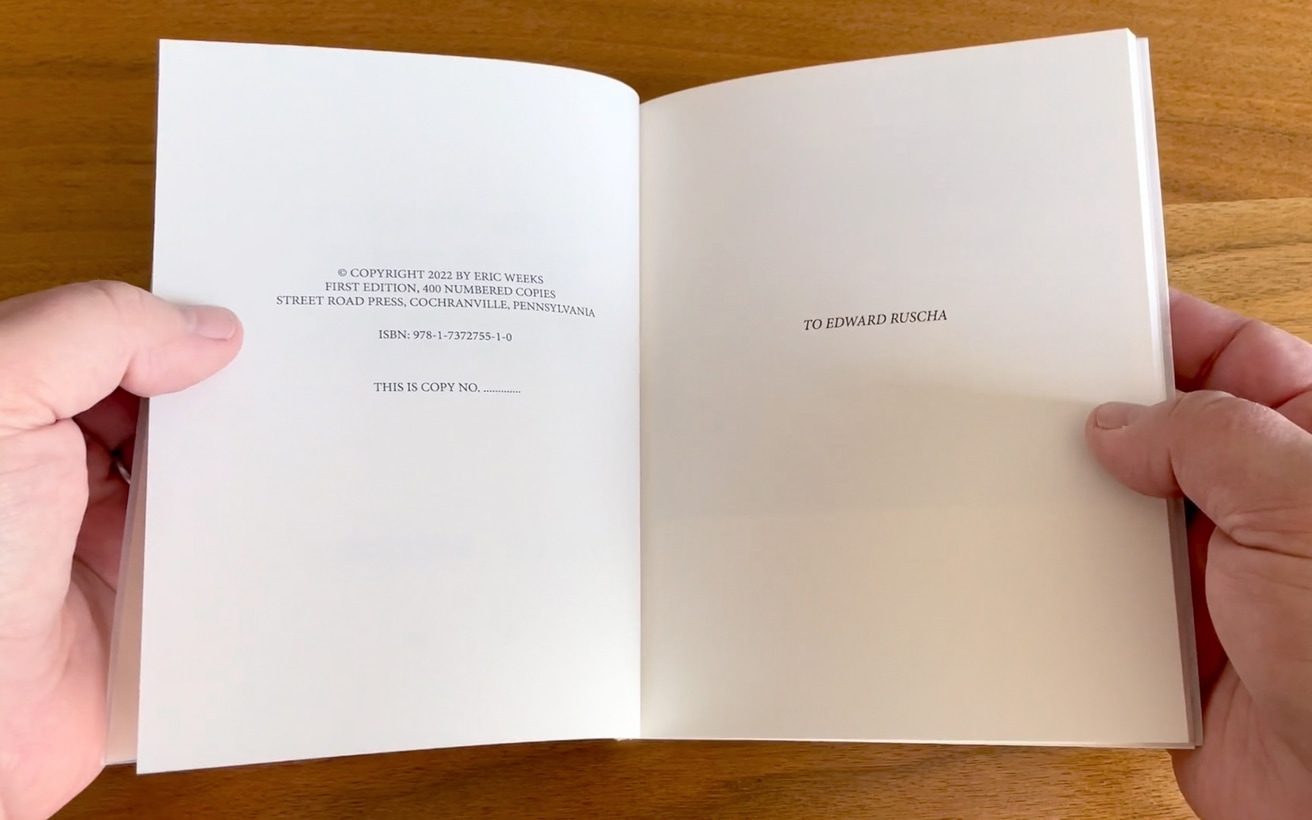 © COPYRIGHT 2022 BY ERIC WEEKS
FIRST EDITION, 400 NUMBERED COPIES
STREET ROAD PRESS, COCHRANVILLE, PENNSYLVANIA
ISBN: 978-1-7372755-1-0
THIS IS COPY NO. .............
TO EDWARD RUSCHA